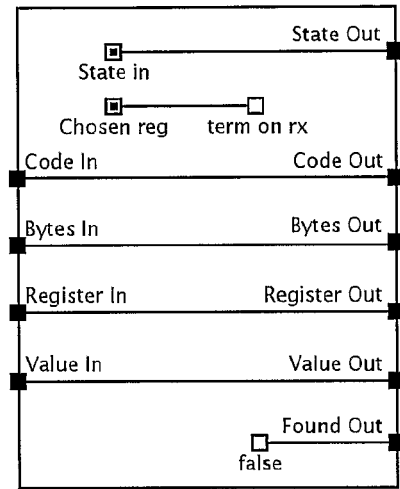 State Out
State in
Chosen reg term on rx
Code In Code Out
Bytes In Bytes Out
Register In Register Out
Value In Value Out
Found Out
false